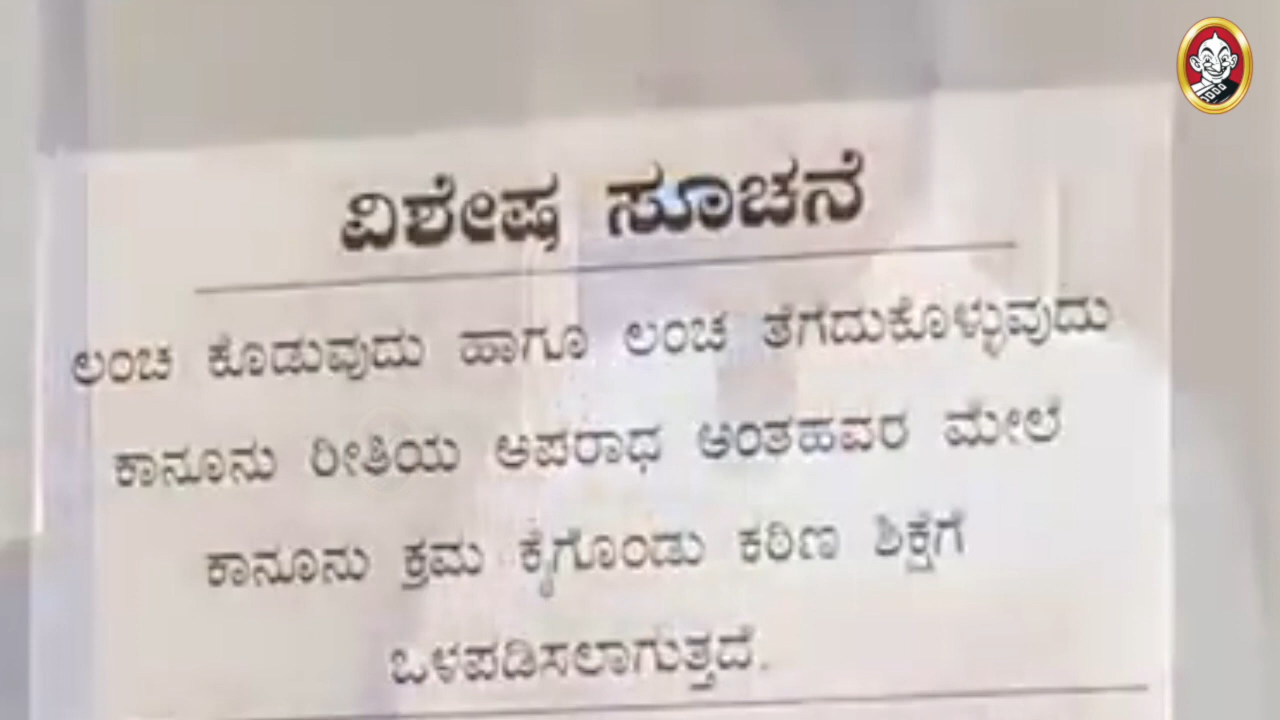 ವಿಶೇಷ ಸೂಚನೆ
ಲಂಚ ಕೊಡುವುದು ಹಾಗೂ ಲಂಚ ತೆಗದುಕೊಳ್ಳುವುದು
ಕಾನೂನು ರೀತಿಯ ಅಪರಾಧ ಅಂತಹವರ ಮೇಲೆ
ಕಾನೂನು ಕ್ರಮ ಕೈಗೊಂಡು ಕಠಿಣ ಶಿಕ್ಷೆಗೆ
ಒಳಪಡಿಸಲಾಗುತ್ತದೆ.